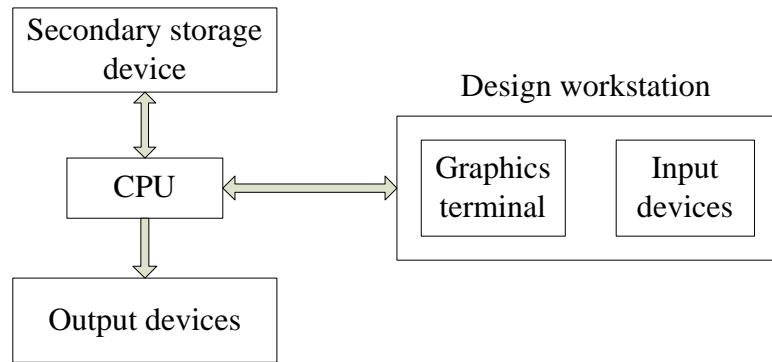 Secondary storage
device
Design workstation
CPU
Graphics
terminal
Input
devices
Output devices